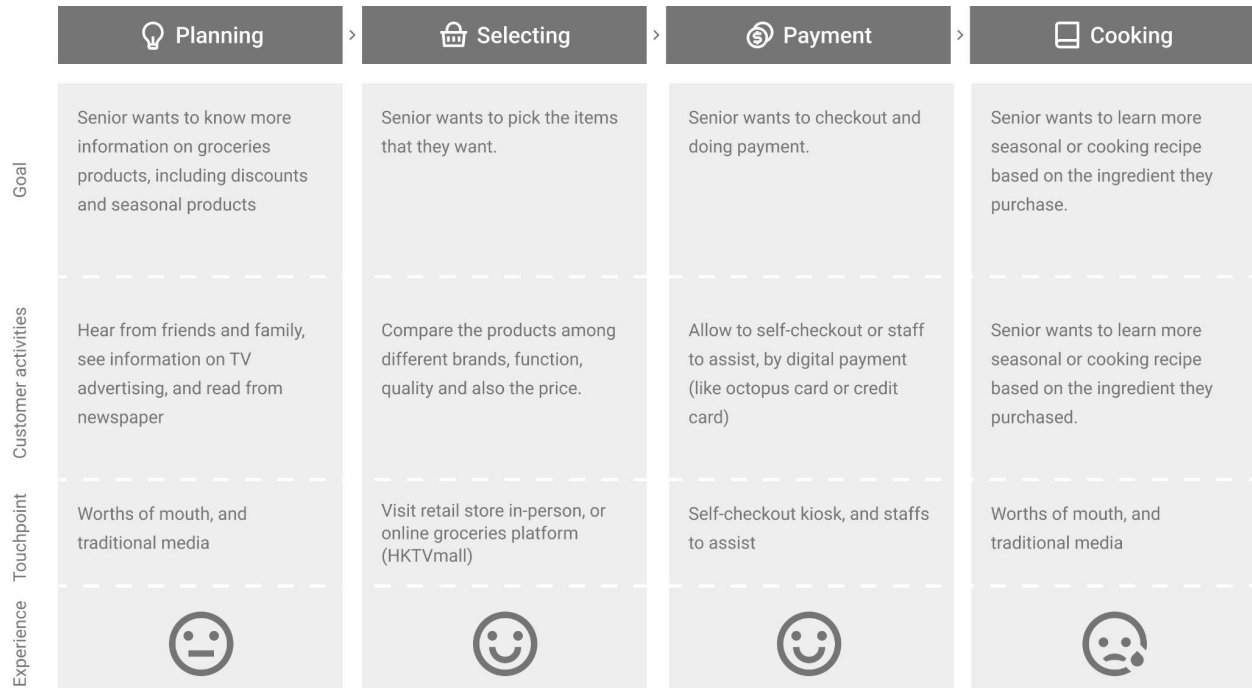 Planning
>
Selecting
>
Payment
>
Cooking
Goal
Senior wants to know more
information on groceries
products, including discounts
and seasonal products
Senior wants to pick the items
that they want.
Senior wants to checkout and
doing payment.
Senior wants to learn more
seasonal or cooking recipe
based on the ingredient they
purchase.
Customer activities
Hear from friends and family,
see information on TV
advertising, and read from
newspaper
Compare the products among
different brands, function,
quality and also the price.
Allow to self-checkout or staff
to assist, by digital payment
(like octopus card or credit
card)
Senior wants to learn more
seasonal or cooking recipe
based on the ingredient they
purchased.
Touchpoint
Worths of mouth, and
traditional media
Visit retail store in-person, or
online groceries platform
(HKTVmall)
Self-checkout kiosk, and staffs
to assist
Worths of mouth, and
traditional media
Experience